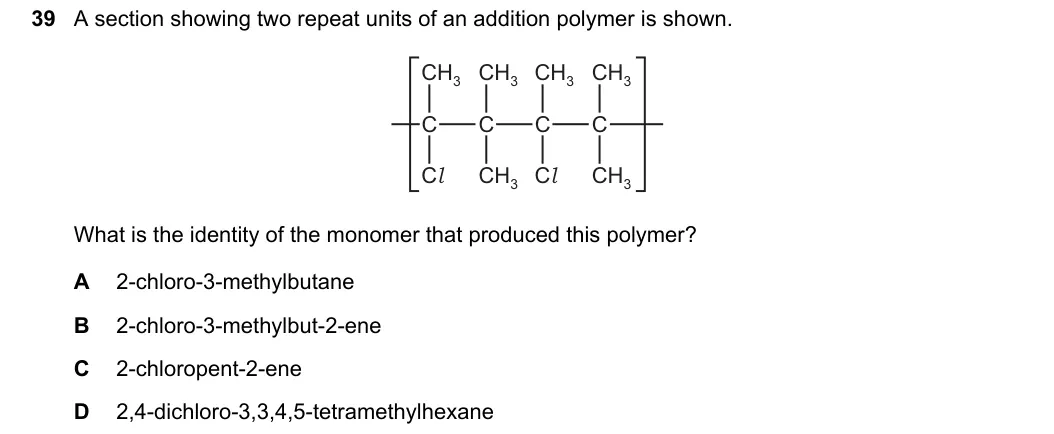 39 A section showing two repeat units of an addition polymer is shown.
CH3 CH3 CH3 CH3
C C C C
Cl CH3 Cl CH3
What is the identity of the monomer that produced this polymer?
A 2-chloro-3-methylbutane
B 2-chloro-3-methylbut-2-ene
C 2-chloropent-2-ene
D 2,4-dichloro-3,3,4,5-tetramethylhexane